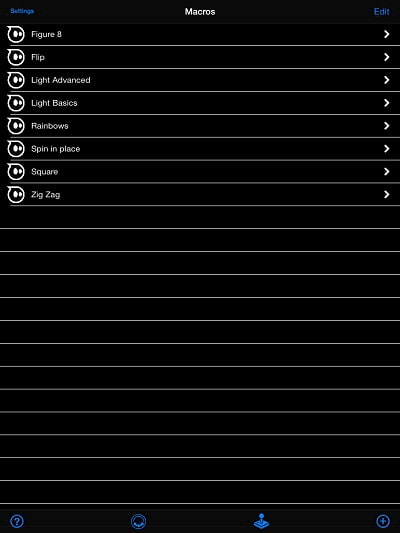 Settings
Macros
Edit
Figure 8
Flip
Light Advanced
Light Basics
Rainbows
Spin in place
Square
Zig Zag